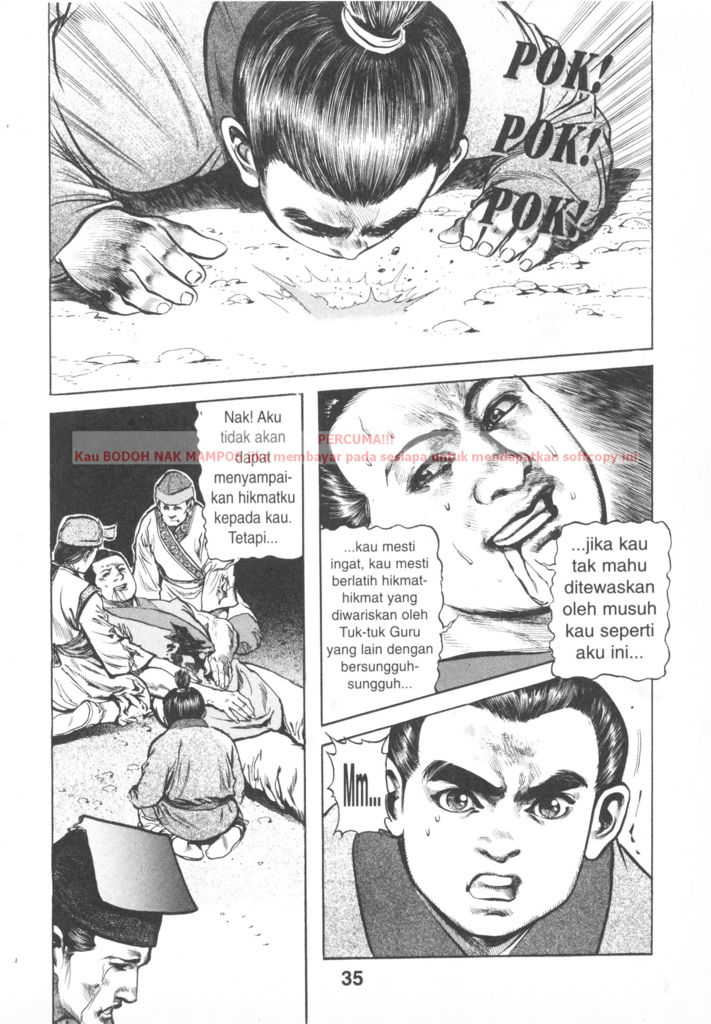 POK!
POK!
POK!
Nak! Aku
tidak akan
dapat
menyampai-
kan hikmatku
kepada kau.
Tetapi...
PERCUMA!!!
Kau BODOH NAK MAMPOS jika membayar pada sesiapa untuk mendapatkan softcopy ini
...kau mesti
ingat, kau mesti
berlatih hikmat-
hikmat yang
diwariskan oleh
Tuk-tuk Guru
yang lain dengan
bersungguh-
sungguh...
...jika kau
tak mahu
ditewaskan
oleh musuh
kau seperti
aku ini...
Mm...
35